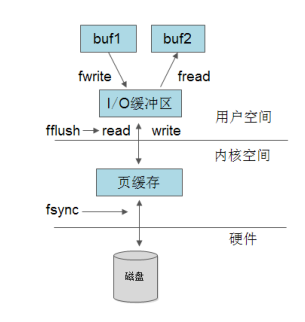 buf1 buf2
fwrite fread
I/O缓冲区
用户空间
fflush read write
内核空间
页缓存
fsync
硬件
磁盘